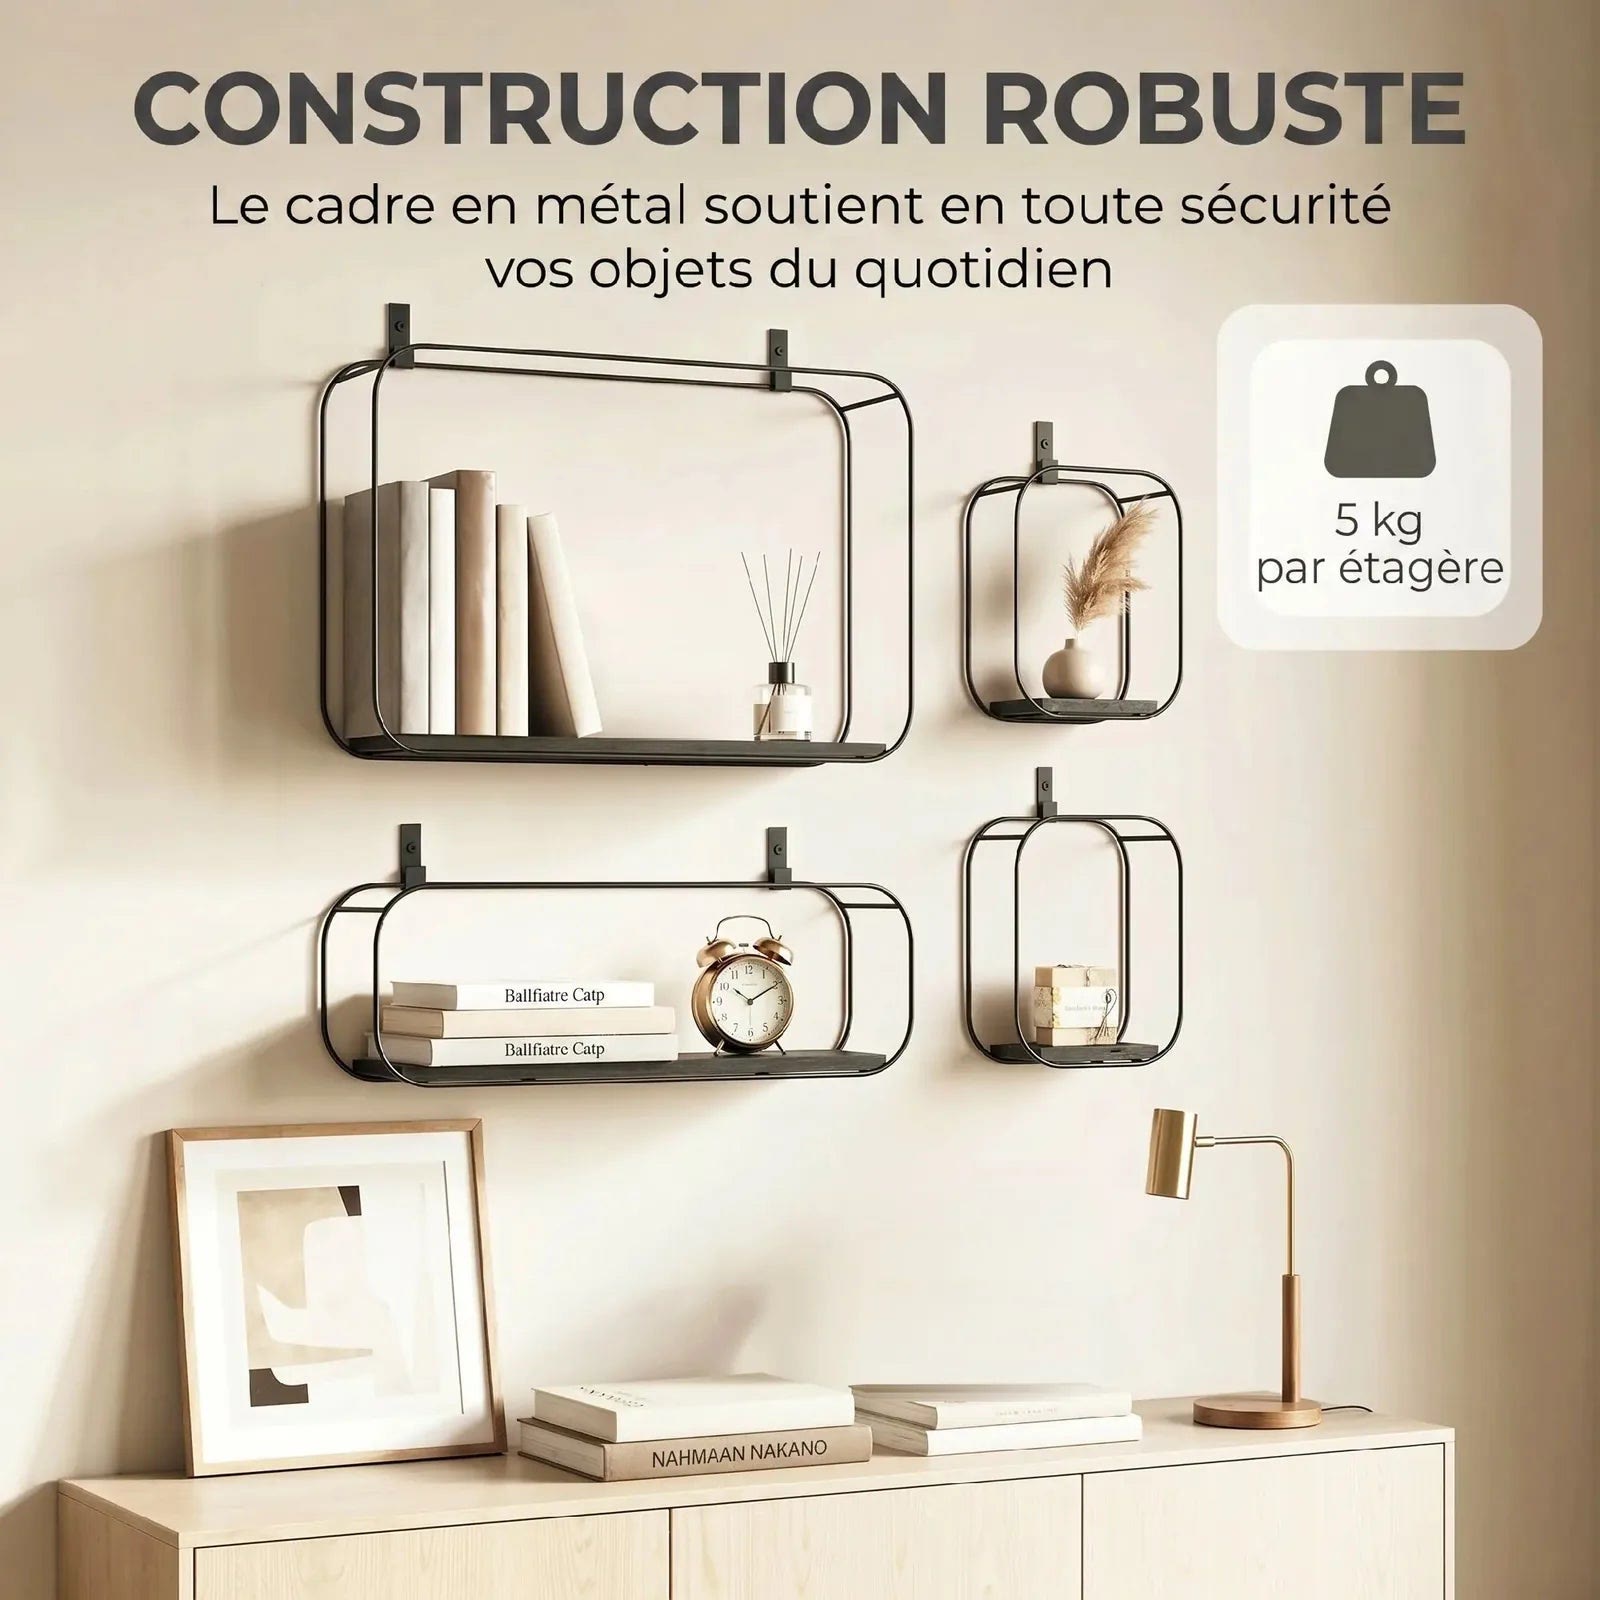 CONSTRUCTION ROBUSTE
Le cadre en métal soutient en toute sécurité
vos objets du quotidien
5 kg
par étagère
Ballfiatre Catp
Ballfiatrc Catp
NAHMAAN NAKANO